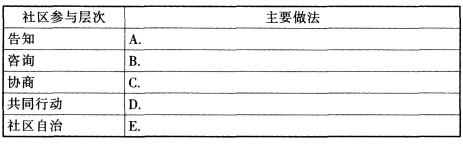 社区参与层次 主要做法
告知 A.
咨询 B.
协商 C.
共同行动 D.
社区自治 E.